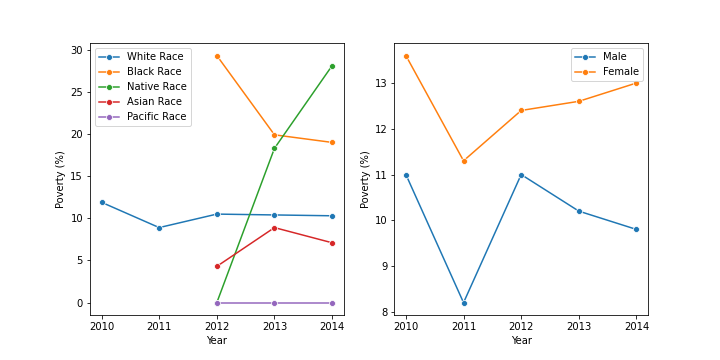 30
25
20
15
10
5
0
Poverty (%)
White Race
Black Race
Native Race
Asian Race
Pacific Race
2010 2011 2012 2013 2014
Year
13
12
11
10
9
8
Poverty (%)
Male
Female
2010 2011 2012 2013 2014
Year